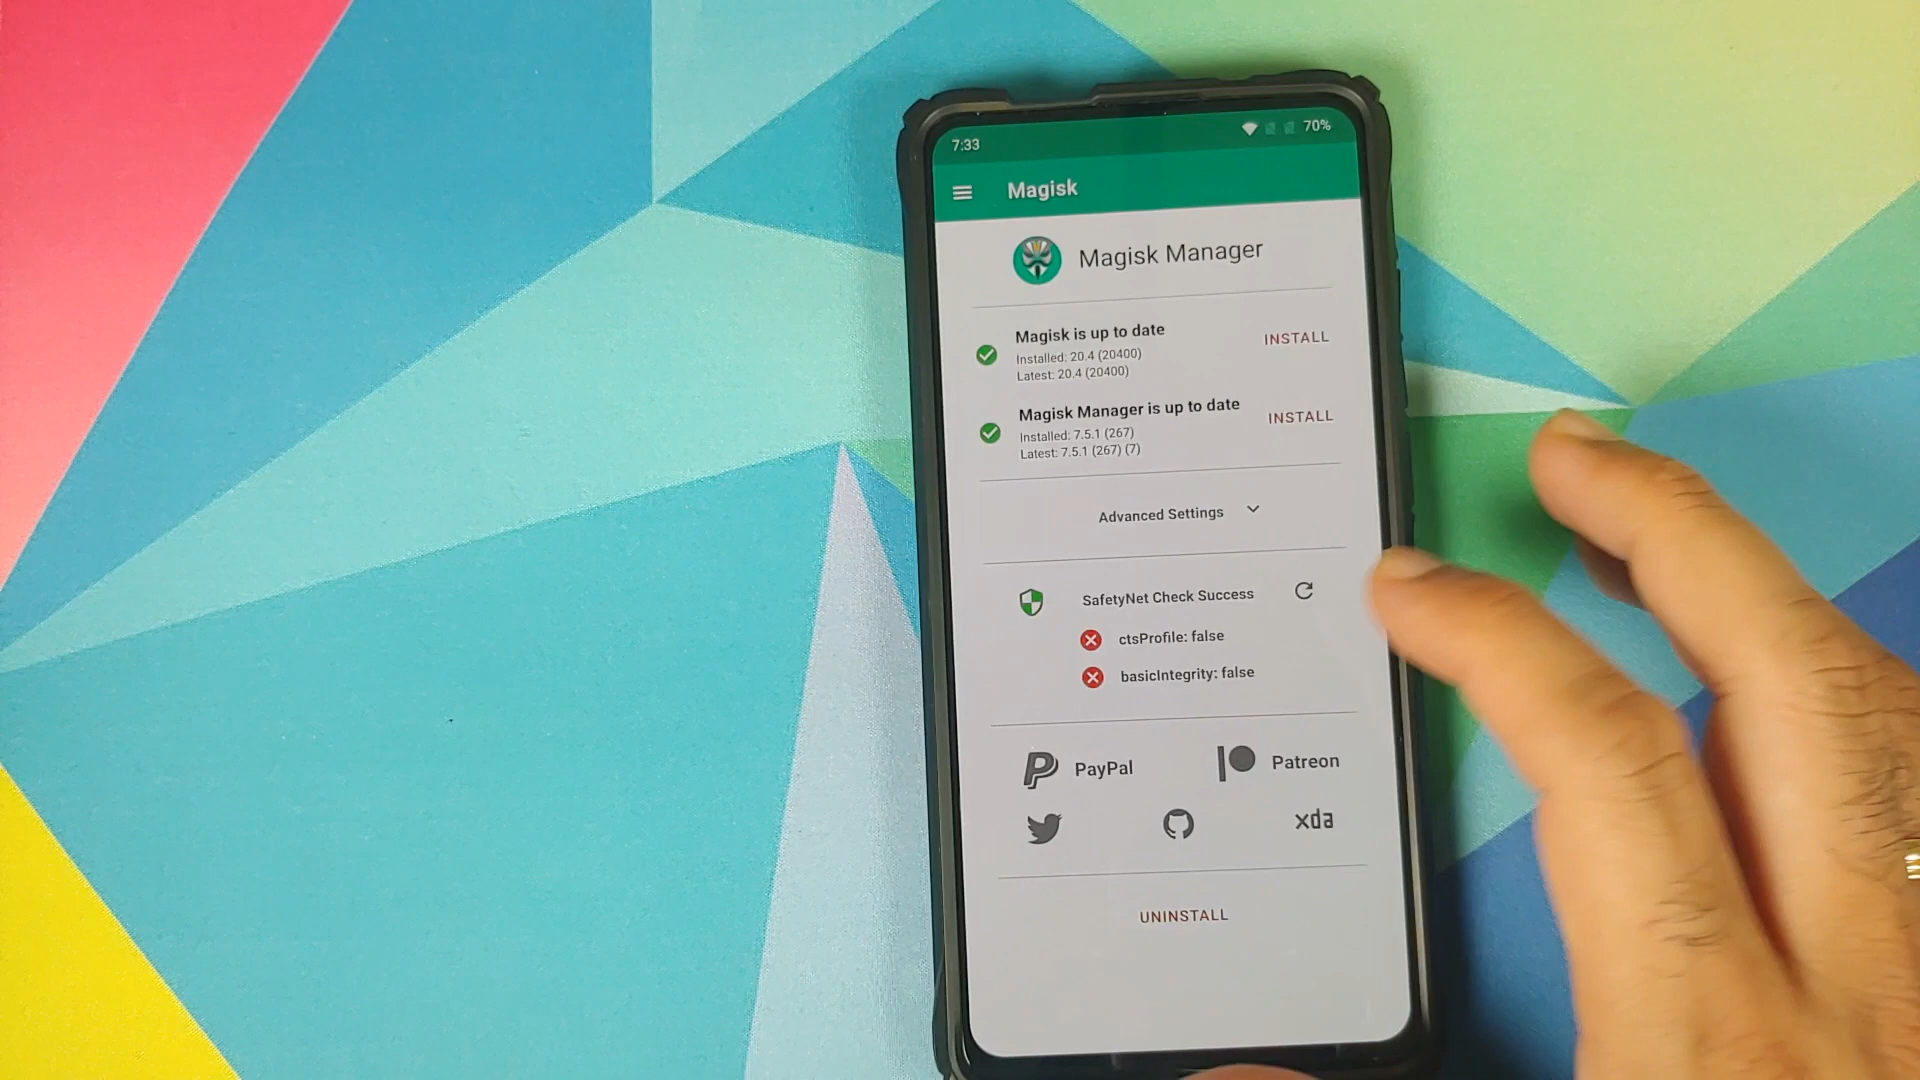 7:33
70%
Magisk
Magisk Manager
Magisk is up to date
Installed: 20.4 (20400)
Latest: 20.4 (20400)
INSTALL
Magisk Manager is up to date
Installed: 7.5.1 (267)
Latest: 7.5.1 (267) (7)
INSTALL
Advanced Settings
SafetyNet Check Success
ctsProfile: false
basicIntegrity: false
PayPal
Patreon
xda
UNINSTALL